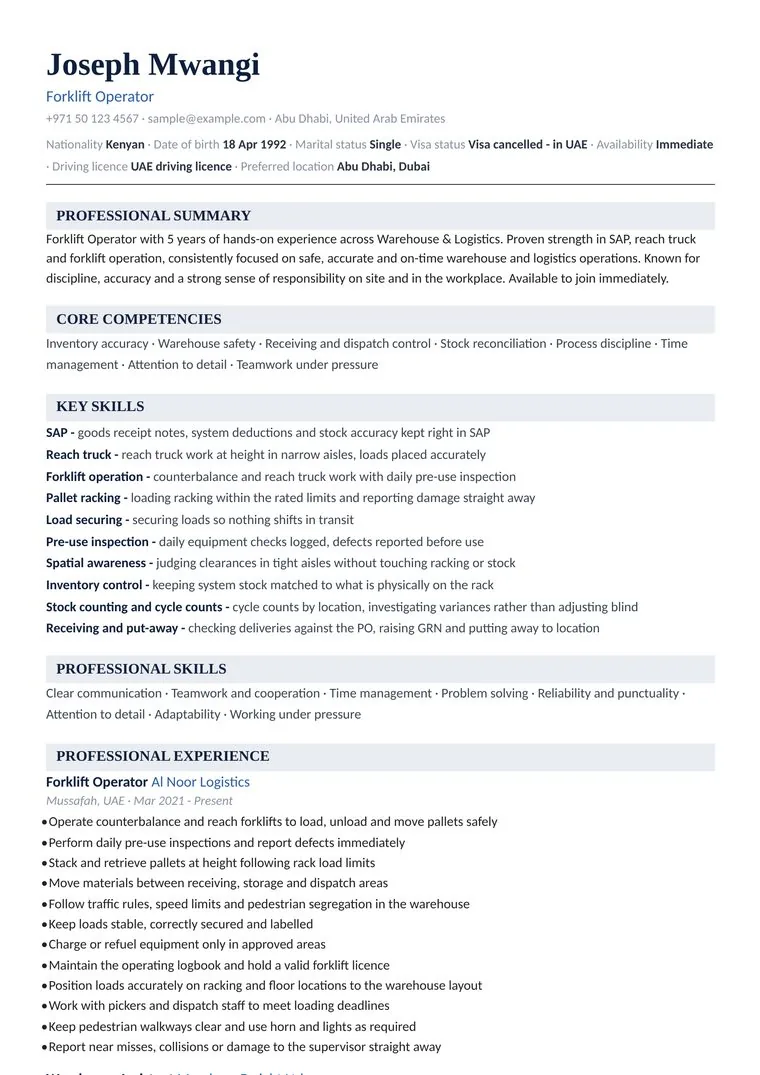 Joseph Mwangi
Forklift Operator
+971 50 123 4567 · sample@example.com · Abu Dhabi, United Arab Emirates
Nationality Kenyan · Date of birth 18 Apr 1992 · Marital status Single · Visa status Visa cancelled - in UAE · Availability Immediate
· Driving licence UAE driving licence · Preferred location Abu Dhabi, Dubai
PROFESSIONAL SUMMARY
Forklift Operator with 5 years of hands-on experience across Warehouse & Logistics. Proven strength in SAP, reach truck
and forklift operation, consistently focused on safe, accurate and on-time warehouse and logistics operations. Known for
discipline, accuracy and a strong sense of responsibility on site and in the workplace. Available to join immediately.
CORE COMPETENCIES
Inventory accuracy · Warehouse safety · Receiving and dispatch control · Stock reconciliation · Process discipline · Time
management · Attention to detail · Teamwork under pressure
KEY SKILLS
SAP - goods receipt notes, system deductions and stock accuracy kept right in SAP
Reach truck - reach truck work at height in narrow aisles, loads placed accurately
Forklift operation - counterbalance and reach truck work with daily pre-use inspection
Pallet racking - loading racking within the rated limits and reporting damage straight away
Load securing - securing loads so nothing shifts in transit
Pre-use inspection - daily equipment checks logged, defects reported before use
Spatial awareness - judging clearances in tight aisles without touching racking or stock
Inventory control - keeping system stock matched to what is physically on the rack
Stock counting and cycle counts - cycle counts by location, investigating variances rather than adjusting blind
Receiving and put-away - checking deliveries against the PO, raising GRN and putting away to location
PROFESSIONAL SKILLS
Clear communication · Teamwork and cooperation · Time management · Problem solving · Reliability and punctuality ·
Attention to detail · Adaptability · Working under pressure
PROFESSIONAL EXPERIENCE
Forklift Operator Al Noor Logistics
Mussafah, UAE · Mar 2021 - Present
•Operate counterbalance and reach forklifts to load, unload and move pallets safely
•Perform daily pre-use inspections and report defects immediately
•Stack and retrieve pallets at height following rack load limits
•Move materials between receiving, storage and dispatch areas
•Follow traffic rules, speed limits and pedestrian segregation in the warehouse
•Keep loads stable, correctly secured and labelled
•Charge or refuel equipment only in approved areas
•Maintain the operating logbook and hold a valid forklift licence
•Position loads accurately on racking and floor locations to the warehouse layout
•Work with pickers and dispatch staff to meet loading deadlines
•Keep pedestrian walkways clear and use horn and lights as required
•Report near misses, collisions or damage to the supervisor straight away